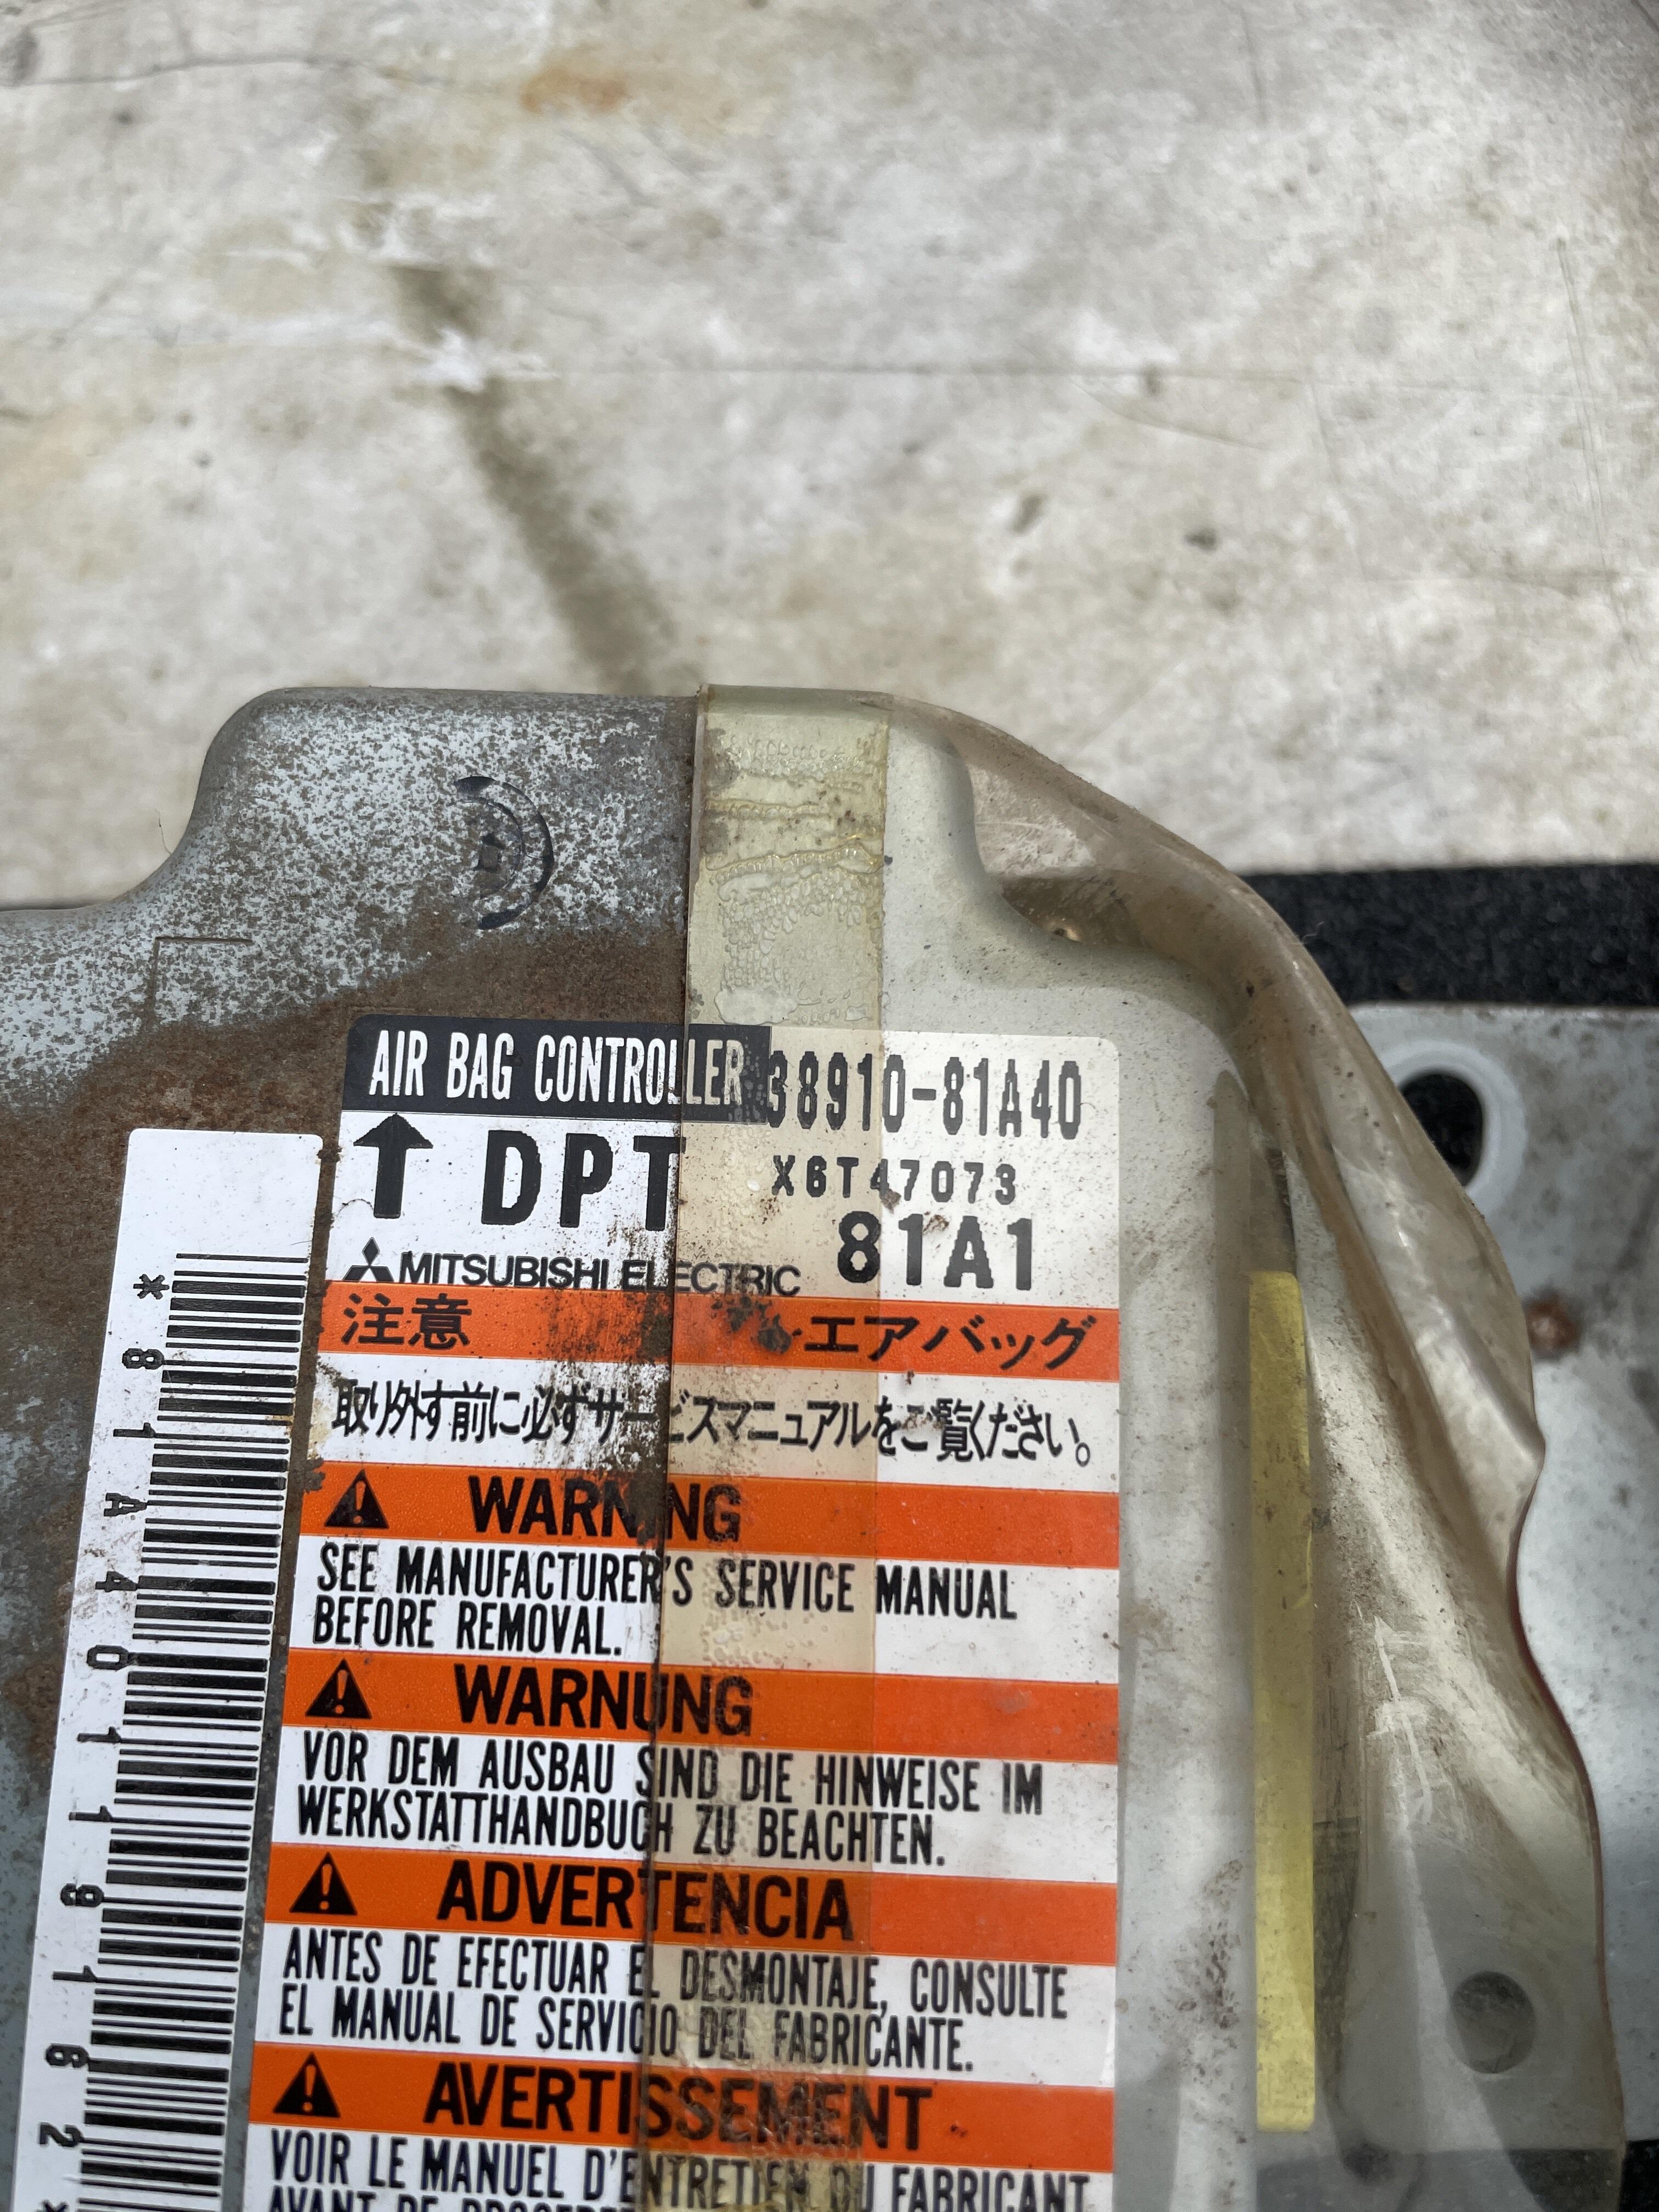 AIR BAG CONTROLLER 38910-81A40
DPT X6T47073
MITSUBISHI ELECTRIC 81A1
注意 エアバッグ
取り外す前に必ずサービスマニュアルをご覧ください。
WARNING
SEE MANUFACTURER'S SERVICE MANUAL
BEFORE REMOVAL.
WARNUNG
VOR DEM AUSBAU SIND DIE HINWEISE IM
WERKSTATTHANDBUCH ZU BEACHTEN.
ADVERTENCIA
ANTES DE EFECTUAR EL DESMONTAJE, CONSULTE
EL MANUAL DE SERVICIO DEL FABRICANTE.
AVERTISSEMENT
VOIR LE MANUEL D'ENTRETIEN DU FABRICANT
AVANT DE
*81A4011919162*